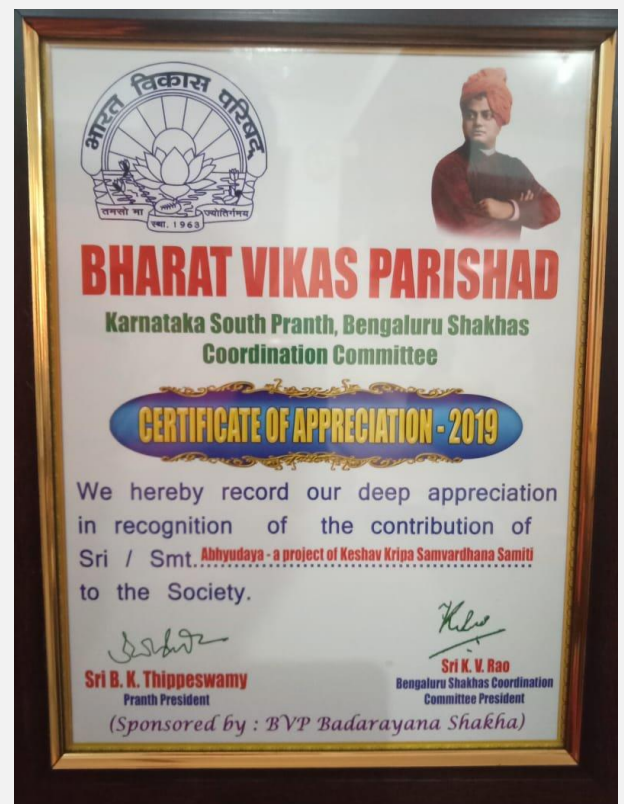 भारत विकास परिषद्
तमसो मा ज्योतिर्गमय
स्था. 1963
BHARAT VIKAS PARISHAD
Karnataka South Pranth, Bengaluru Shakhas
Coordination Committee
CERTIFICATE OF APPRECIATION - 2019
We hereby record our deep appreciation
in recognition of the contribution of
Sri / Smt. Abhyudaya - a project of Keshav Kripa Samvardhana Samiti
to the Society.
Sri B. K. Thippeswamy
Pranth President
Sri K. V. Rao
Bengaluru Shakhas Coordination
Committee President
(Sponsored by : BVP Badarayana Shakha)